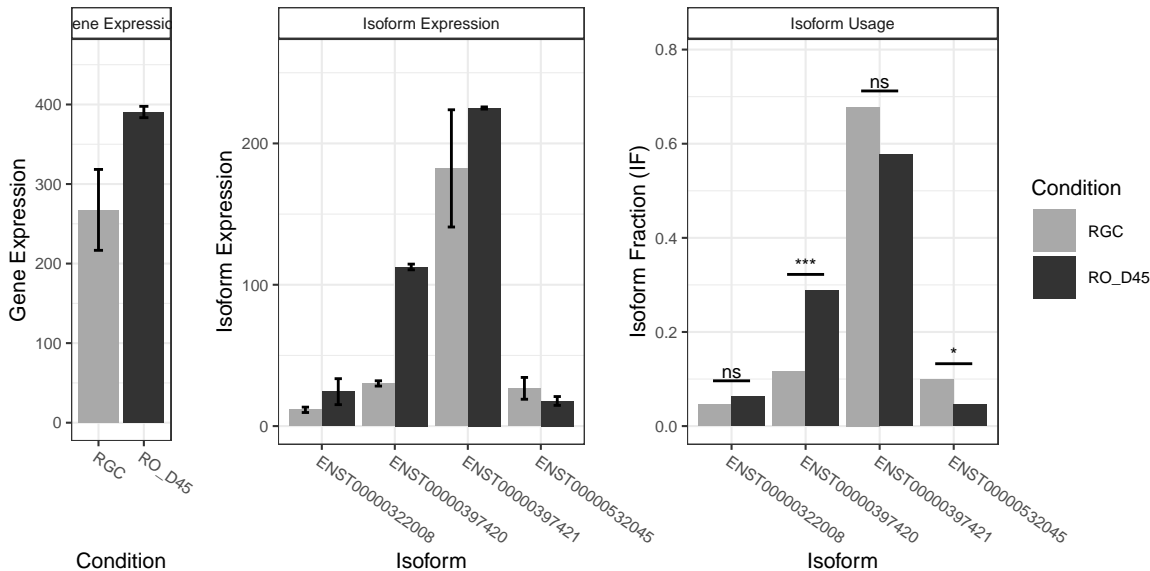 ene Expressio
Gene Expression
400
300
200
100
0
RGC
RO_D45
Condition
Isoform Expression
Isoform Expression
200
100
0
ENST00000322008
ENST00000397420
ENST00000397421
ENST00000532045
Isoform
Isoform Usage
Isoform Fraction (IF)
0.8
0.6
0.4
0.2
0.0
ns
***
ns
*
ENST00000322008
ENST00000397420
ENST00000397421
ENST00000532045
Isoform
Condition
RGC
RO_D45